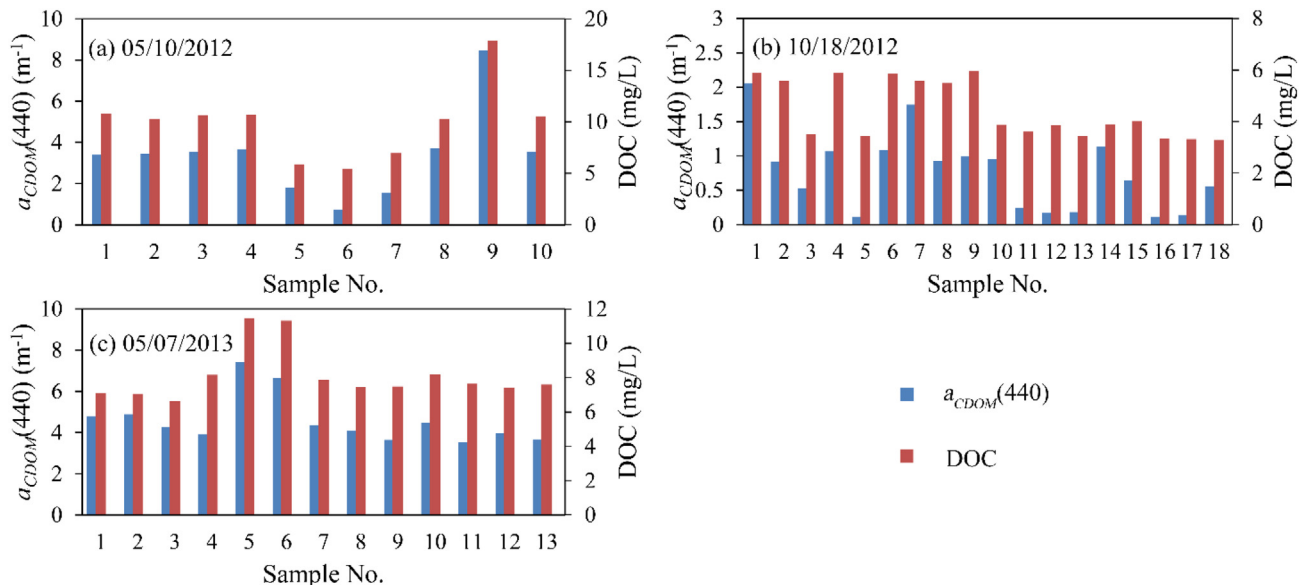 (a) 05/10/2012
a_CDOM(440) (m⁻¹)
10
8
6
4
2
0
DOC (mg/L)
20
15
10
5
0
1 2 3 4 5 6 7 8 9 10
Sample No.
(b) 10/18/2012
a_CDOM(440) (m⁻¹)
3
2.5
2
1.5
1
0.5
0
DOC (mg/L)
8
6
4
2
0
1 2 3 4 5 6 7 8 9 10 11 12 13 14 15 16 17 18
Sample No.
(c) 05/07/2013
a_CDOM(440) (m⁻¹)
10
8
6
4
2
0
DOC (mg/L)
12
10
8
6
4
2
0
1 2 3 4 5 6 7 8 9 10 11 12 13
Sample No.
a_CDOM(440)
DOC